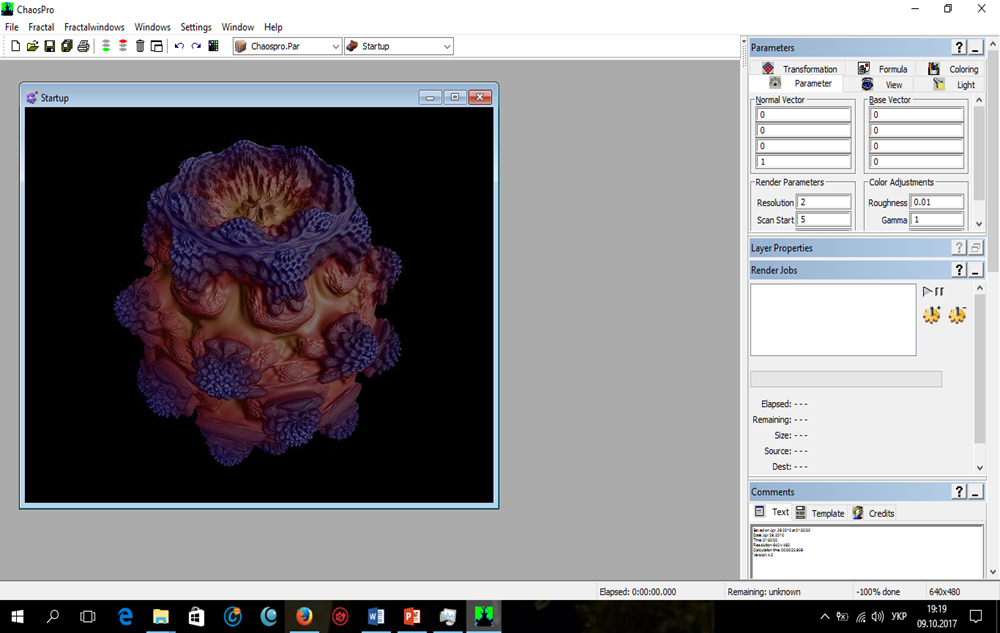 ChaosPro
File Fractal Fractalwindows Windows Settings Window Help
Chaospro.Par Startup
Startup
Parameters
Transformation Formula Coloring
Parameter View Light
Normal Vector Base Vector
0 0
0 0
0 0
1 0
Render Parameters Color Adjustments
Resolution 2 Roughness 0.01
Scan Start 5 Gamma 1
Layer Properties
Render Jobs
Elapsed: - - -
Remaining: - - -
Size: - - -
Source: - - -
Dest: - - -
Comments
Text Template Credits
Elapsed: 0:00:00.000 Remaining: unknown -100% done 640x480
УКР
19:19
09.10.2017